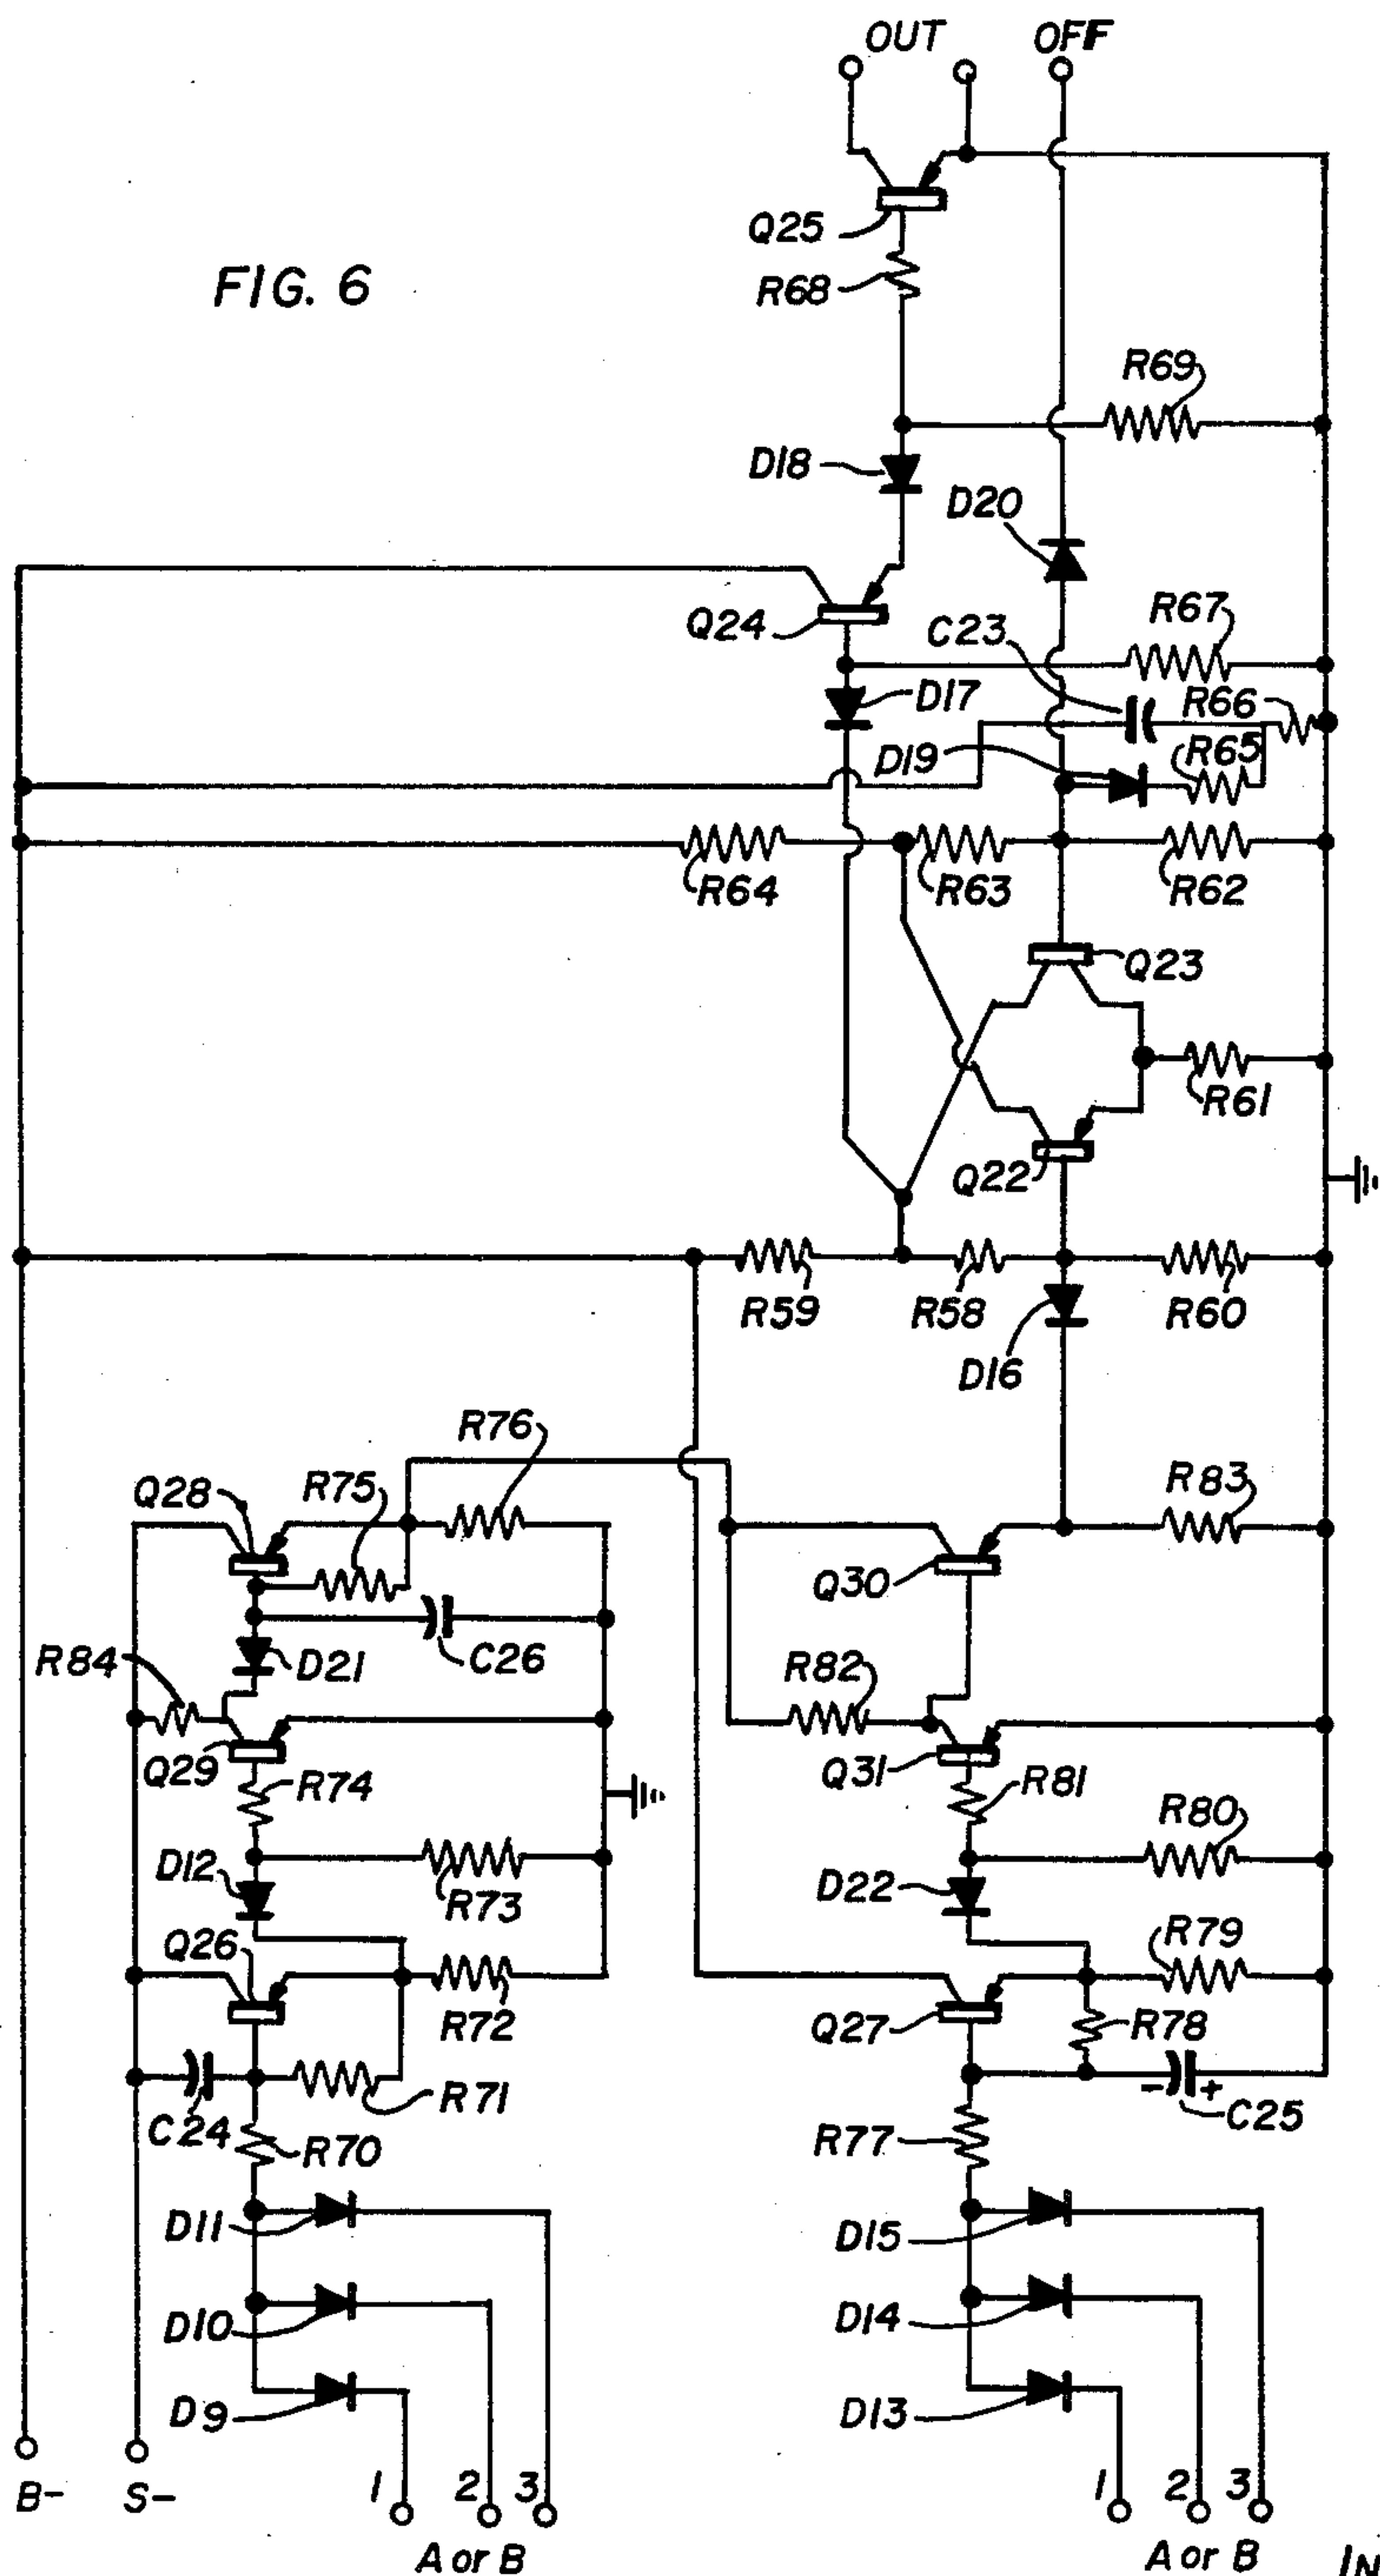 OUT OFF
Q25
R68
FIG. 6
R69
D18
D20
Q24
C23
R67
D17
R66
D19
R65
R64
R63
R62
Q23
R61
Q22
R59
R58
R60
D16
R76
Q28
R75
R83
Q30
R84
D21
C26
R82
Q29
R74
Q31
R81
R80
D12
R73
D22
Q26
R79
R72
Q27
R78
C24
R71
- +
C25
R70
R77
D11
D15
D10
D14
D9
D13
B- S-
1 2 3
1 2 3
A or B
A or B
IN